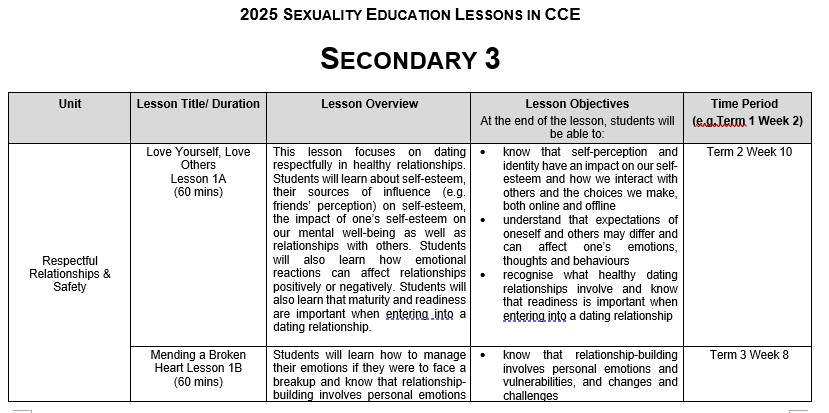 2025 SEXUALITY EDUCATION LESSONS IN CCE
SECONDARY 3
Unit
Lesson Title/ Duration
Lesson Overview
Lesson Objectives
At the end of the lesson, students will
be able to:
Time Period
(e.g.Term 1 Week 2)
Respectful
Relationships &
Safety
Love Yourself, Love
Others
Lesson 1A
(60 mins)
This lesson focuses on dating
respectfully in healthy relationships.
Students will learn about self-esteem,
their sources of influence (e.g.
friends' perception) on self-esteem,
the impact of one's self-esteem on
our mental well-being as well as
relationships with others. Students
will also learn how emotional
reactions can affect relationships
positively or negatively. Students will
also learn that maturity and readiness
are important when entering into a
dating relationship.
• know that self-perception and
identity have an impact on our self-
esteem and how we interact with
others and the choices we make,
both online and offline
• understand that expectations of
oneself and others may differ and
can affect one's emotions,
thoughts and behaviours
• recognise what healthy dating
relationships involve and know
that readiness is important when
entering into a dating relationship
Term 2 Week 10
Mending a Broken
Heart Lesson 1B
(60 mins)
Students will learn how to manage
their emotions if they were to face a
breakup and know that relationship-
building involves personal emotions
• know that relationship-building
involves personal emotions and
vulnerabilities, and changes and
challenges
Term 3 Week 8